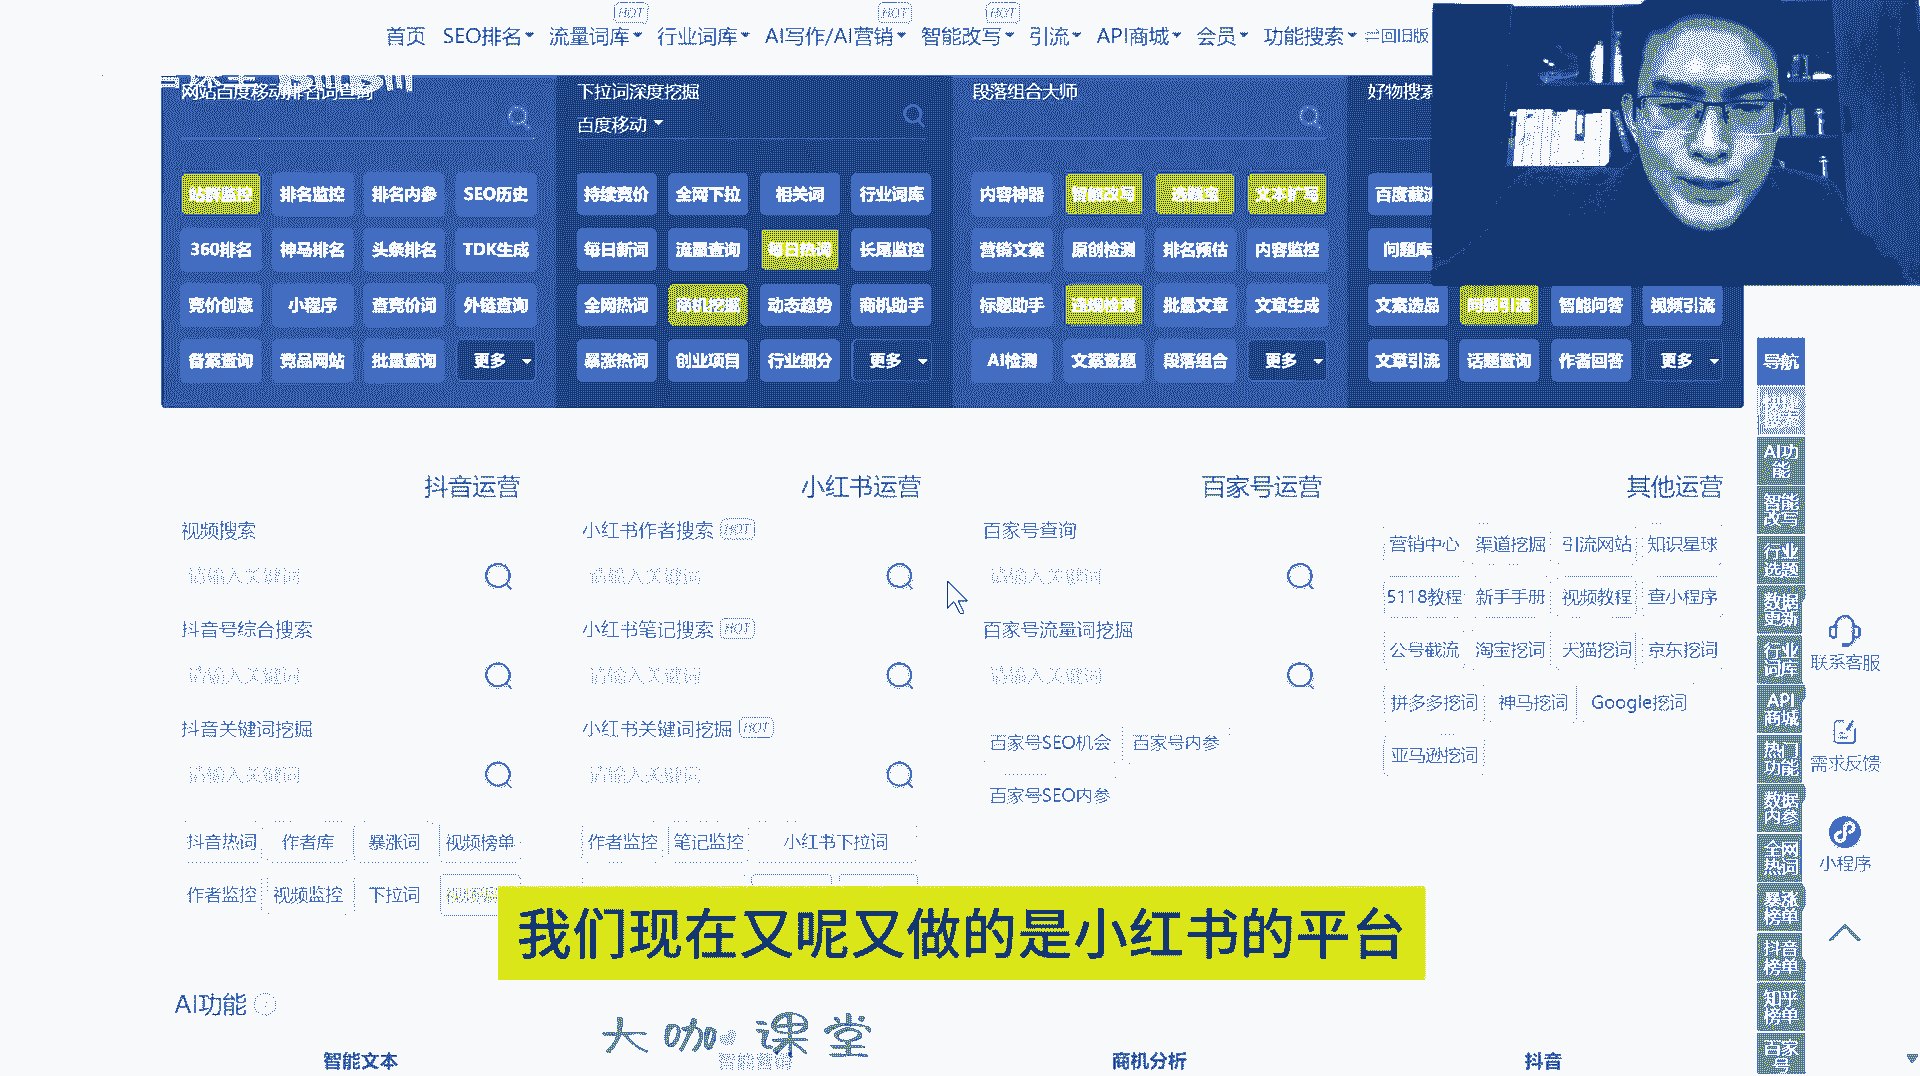 HOT HOT HOT
首页 SEO排名 流量词库 行业词库 AI写作/AI营销 智能改写 引流 API商城 会员 功能搜索 回旧版
网站百度移动排名词查询 下拉词深度挖掘 段落组合大师 好物搜索
百度移动
站群监控 排名监控 排名内参 SEO历史 持续竞价 全网下拉 相关词 行业词库 内容神器 智能改写 选题宝 文本扩写 百度截流
360排名 神马排名 头条排名 TDK生成 每日新词 流量查询 每日热词 长尾监控 营销文案 原创检测 排名预估 内容监控 问题库
竞价创意 小程序 查竞价词 外链查询 全网热词 商机挖掘 动态趋势 商机助手 标题助手 违规检测 批量文章 文章生成 文案选品 问题引流 智能问答 视频引流
备案查询 竞品网站 批量查询 更多 暴涨热词 创业项目 行业细分 更多 AI检测 文案查题 段落组合 更多 文章引流 话题查询 作者回答 更多
抖音运营 小红书运营 百家号运营 其他运营
视频搜索 小红书作者搜索 HOT 百家号查询
请输入关键词 请输入关键词 请输入关键词
抖音号综合搜索 小红书笔记搜索 HOT 百家号流量词挖掘
请输入关键词 请输入关键词 请输入关键词
抖音关键词挖掘 小红书关键词挖掘 HOT
请输入关键词 请输入关键词
百家号SEO机会 百家号内参
百家号SEO内参
营销中心 渠道挖掘 引流网站 知识星球
5118教程 新手手册 视频教程 查小程序
公号截流 淘宝挖词 天猫挖词 京东挖词
拼多多挖词 神马挖词 Google挖词
亚马逊挖词
抖音热词 作者库 暴涨词 视频榜单 作者监控 笔记监控 小红书下拉词
作者监控 视频监控 下拉词
我们现在又呢又做的是小红书的平台
AI功能
大咖课堂
智能文本 智能营销 商机分析 抖音
导航
AI功能
智能改写
行业选题
数据更新
行业词库
API商城
热门功能
数据内参
全网热词
暴涨榜单
抖音榜单
知乎榜单
百家号
联系客服
需求反馈
小程序